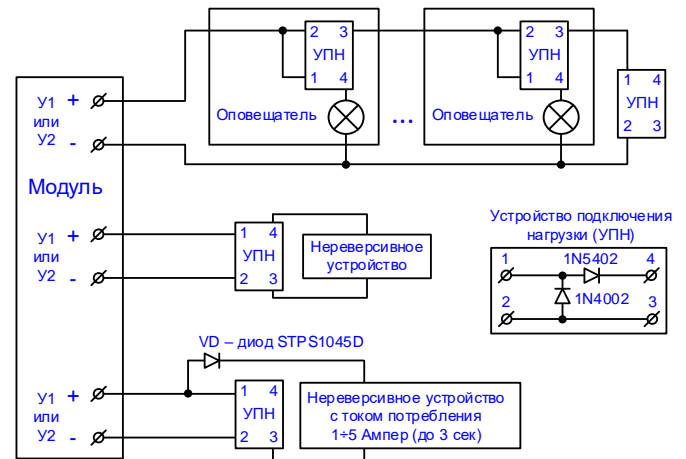 2 3
УПН
1 4
Оповещатель
...
2 3
УПН
1 4
Оповещатель
1 4
УПН
2 3
У1 +
или
У2 -
Модуль
У1 +
или
У2 -
1 4
УПН
2 3
Нереверсивное
устройство
Устройство подключения
нагрузки (УПН)
1 1N5402 4
1N4002
2 3
VD – диод STPS1045D
У1 +
или
У2 -
1 4
УПН
2 3
Нереверсивное устройство
с током потребления
1÷5 Ампер (до 3 сек)